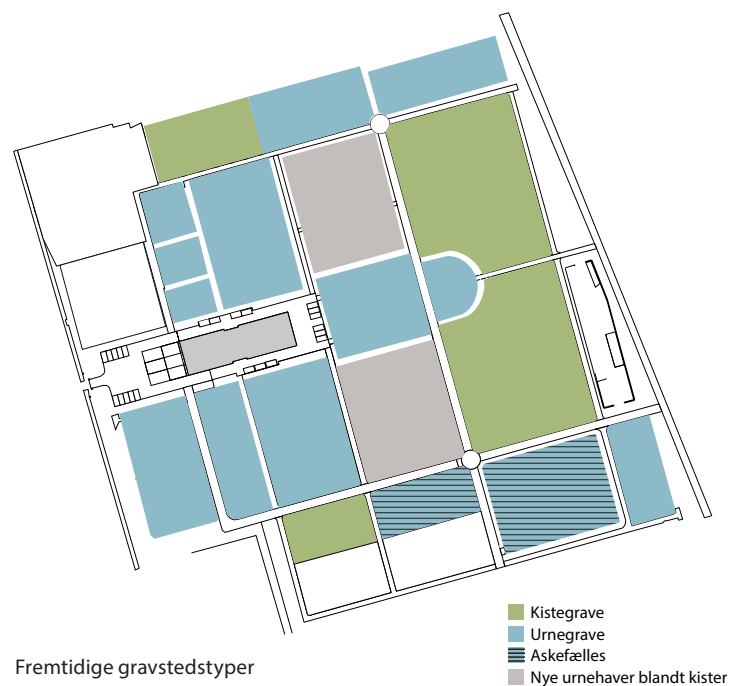 Kistegrave
Urnegrave
Askefælles
Nye urnehaver blandt kister
Fremtidige gravstedstyper